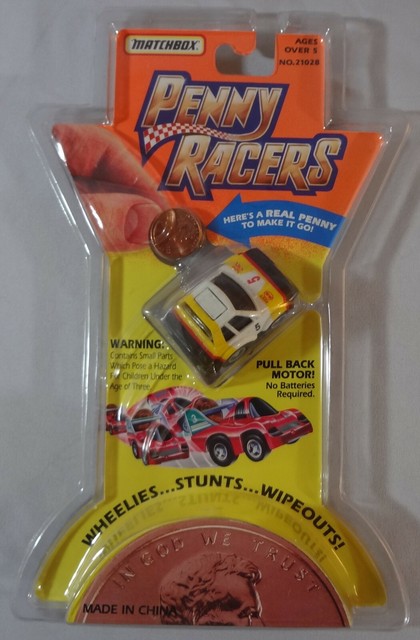 MATCHBOX
AGES
OVER 5
NO.21028
PENNY
RACERS
HERE'S A REAL PENNY
TO MAKE IT GO!
5
WARNING:
Contains Small Parts
Which Pose a Hazard
For Children Under the
Age of Three.
PULL BACK
MOTOR!
No Batteries
Required.
WHEELIES...STUNTS...WIPEOUTS!
IN GOD WE TRUST
MADE IN CHINA